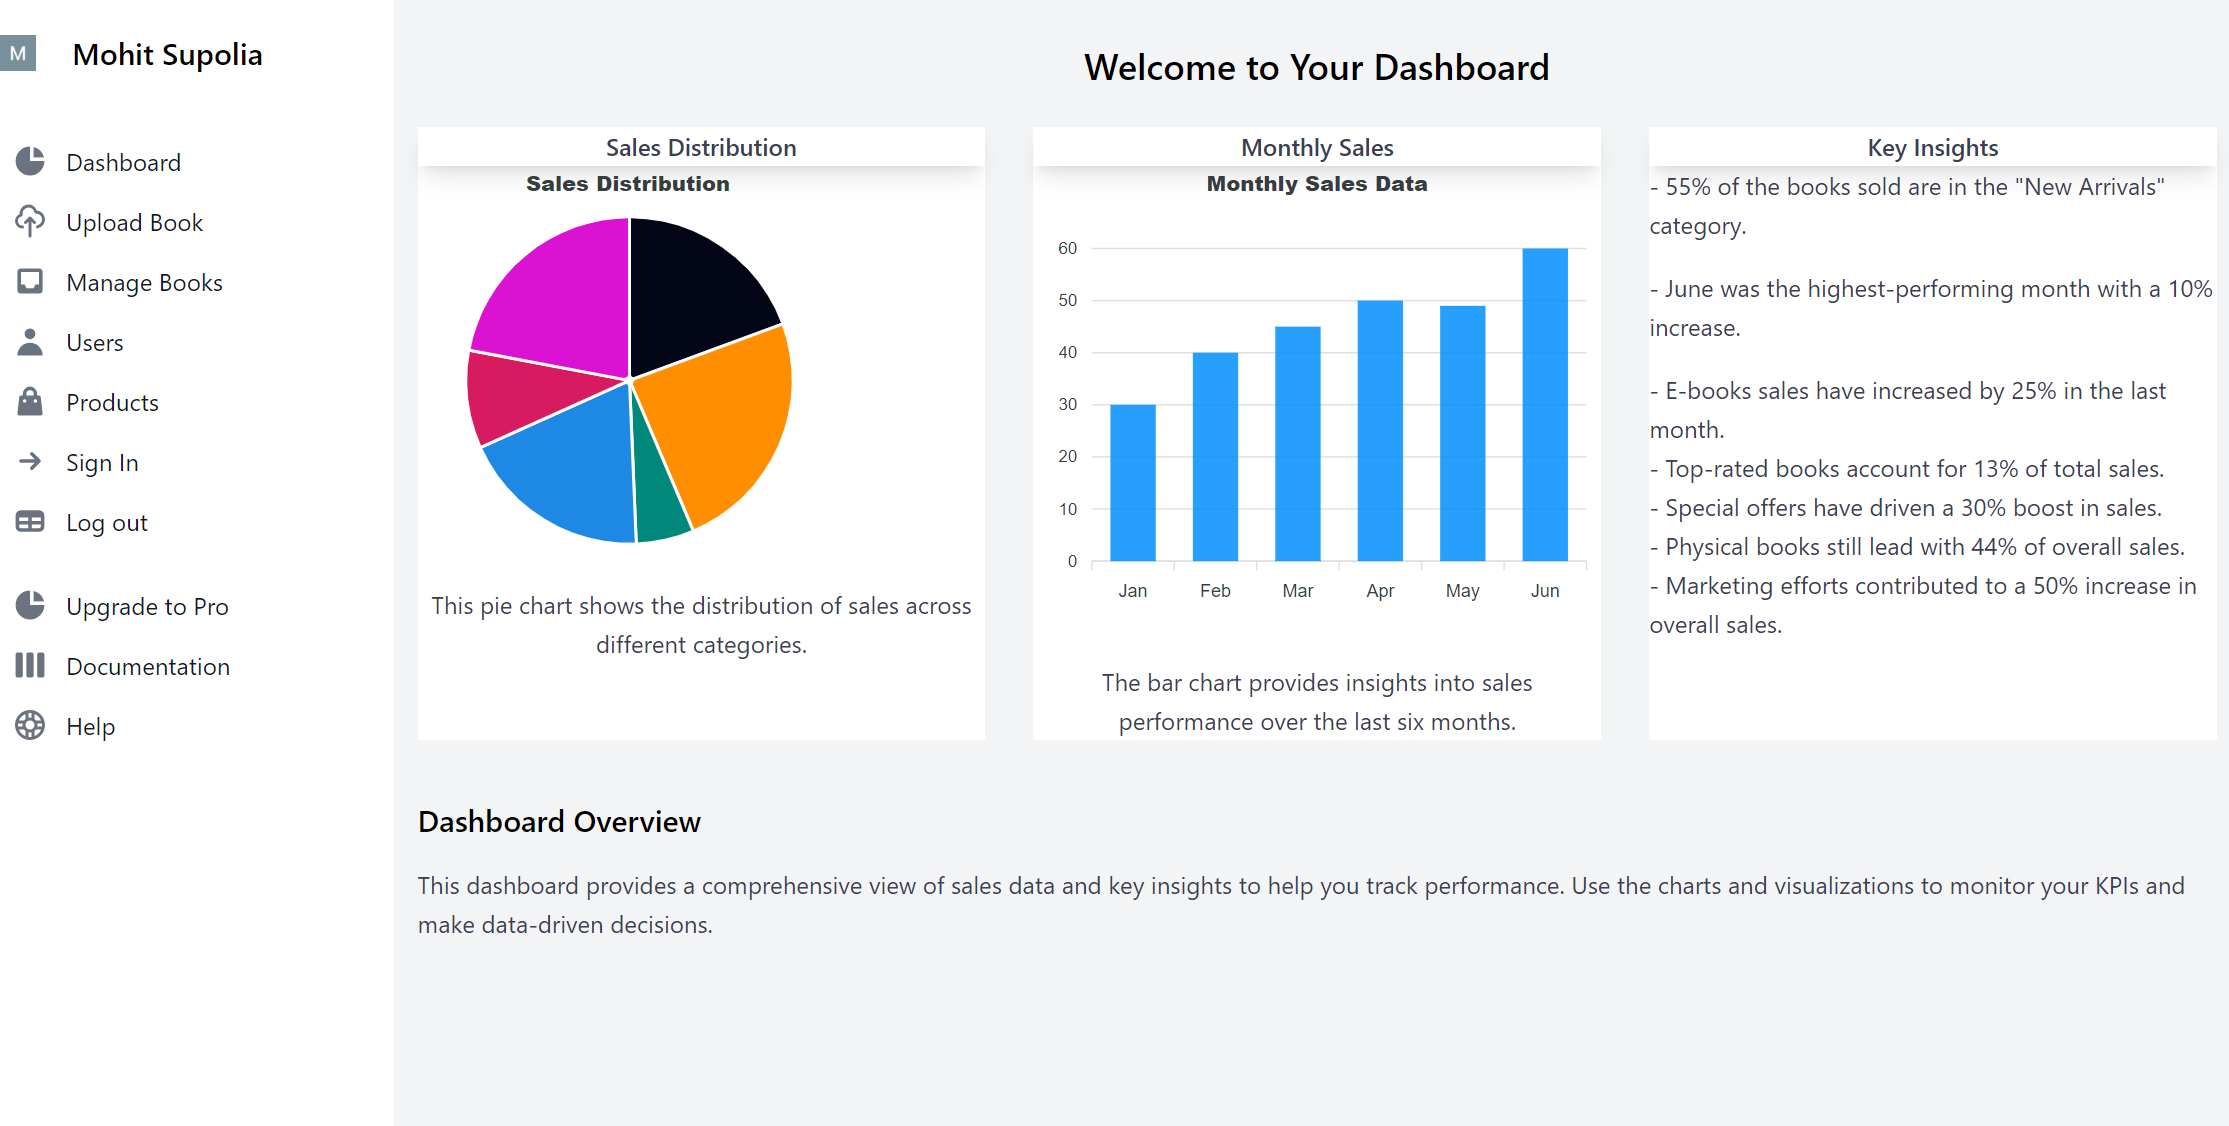 M
Mohit Supolia
Dashboard
Upload Book
Manage Books
Users
Products
Sign In
Log out
Upgrade to Pro
Documentation
Help
Welcome to Your Dashboard
Sales Distribution
Sales Distribution
This pie chart shows the distribution of sales across
different categories.
Monthly Sales
Monthly Sales Data
60
50
40
30
20
10
0
Jan Feb Mar Apr May Jun
The bar chart provides insights into sales
performance over the last six months.
Key Insights
- 55% of the books sold are in the "New Arrivals"
category.
- June was the highest-performing month with a 10%
increase.
- E-books sales have increased by 25% in the last
month.
- Top-rated books account for 13% of total sales.
- Special offers have driven a 30% boost in sales.
- Physical books still lead with 44% of overall sales.
- Marketing efforts contributed to a 50% increase in
overall sales.
Dashboard Overview
This dashboard provides a comprehensive view of sales data and key insights to help you track performance. Use the charts and visualizations to monitor your KPIs and
make data-driven decisions.